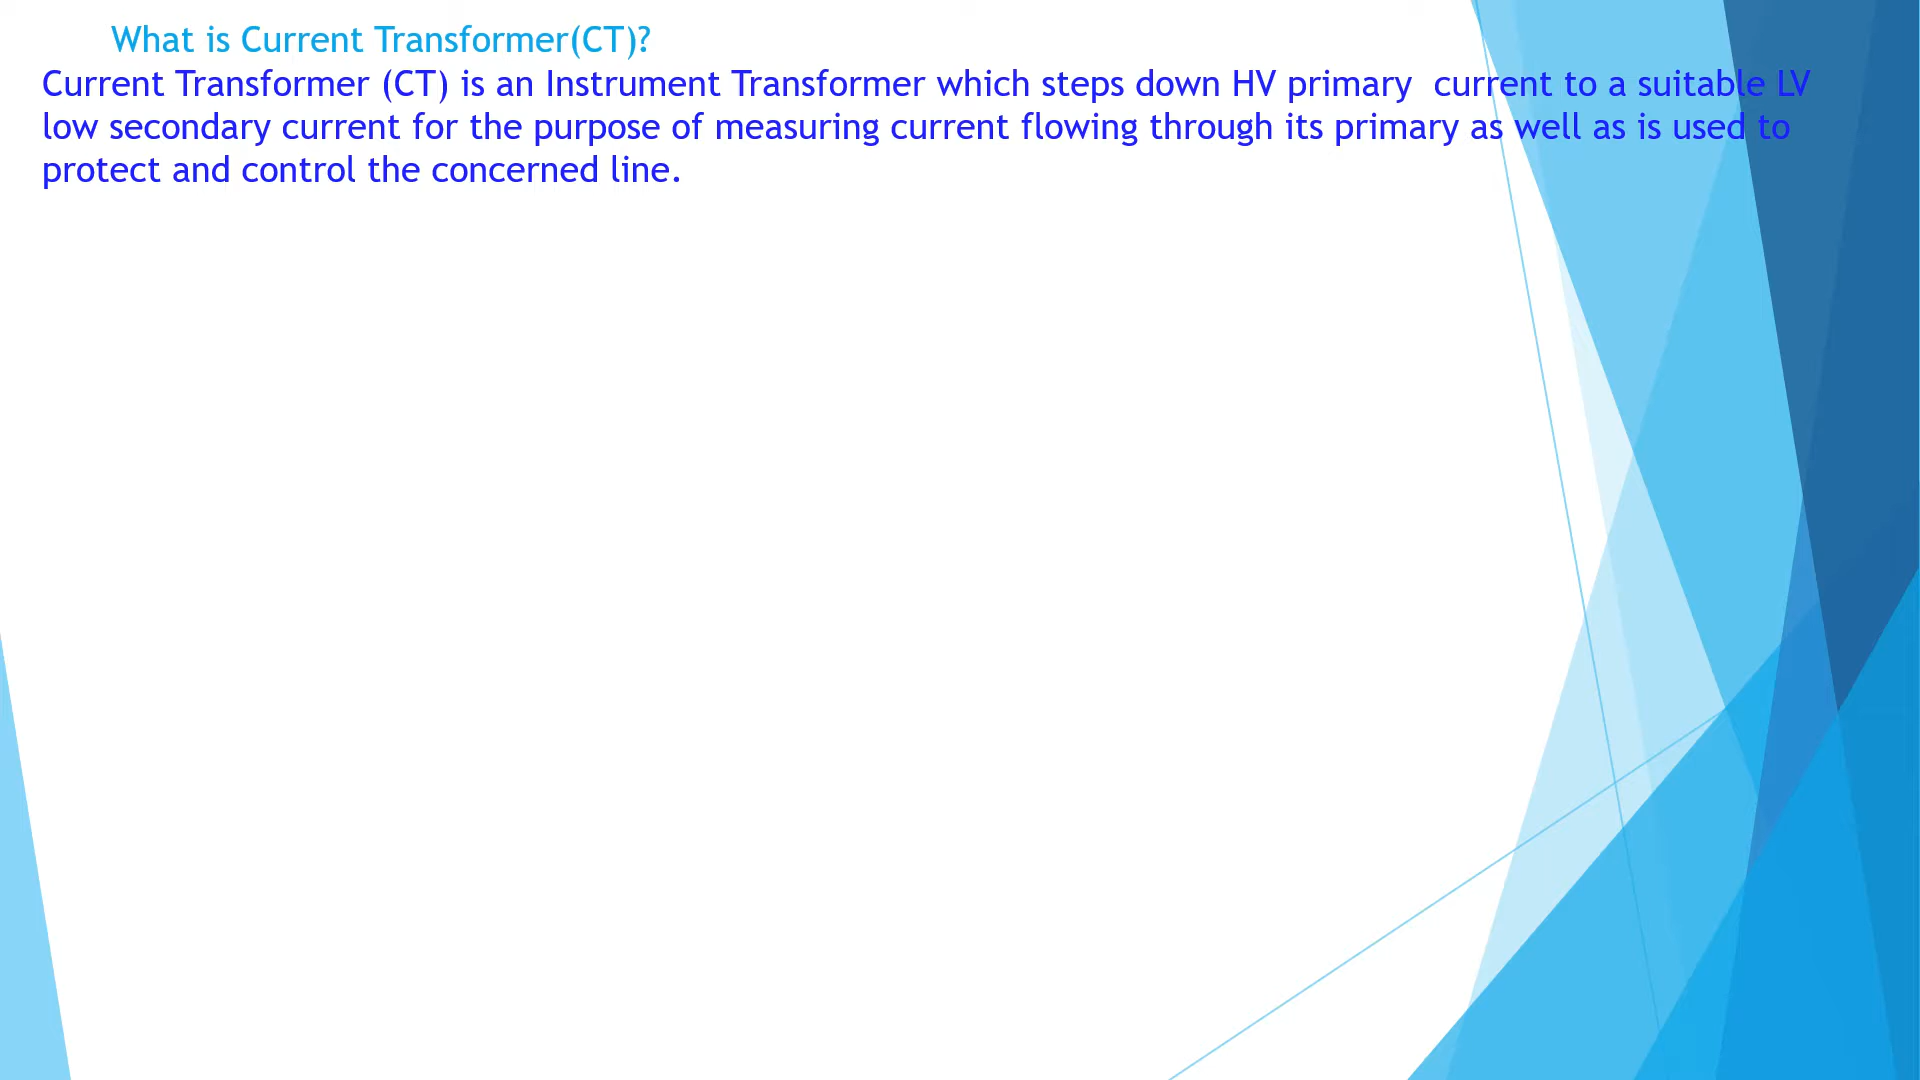 What is Current Transformer(CT)?
Current Transformer (CT) is an Instrument Transformer which steps down HV primary  current to a suitable LV
low secondary current for the purpose of measuring current flowing through its primary as well as is used to
protect and control the concerned line.